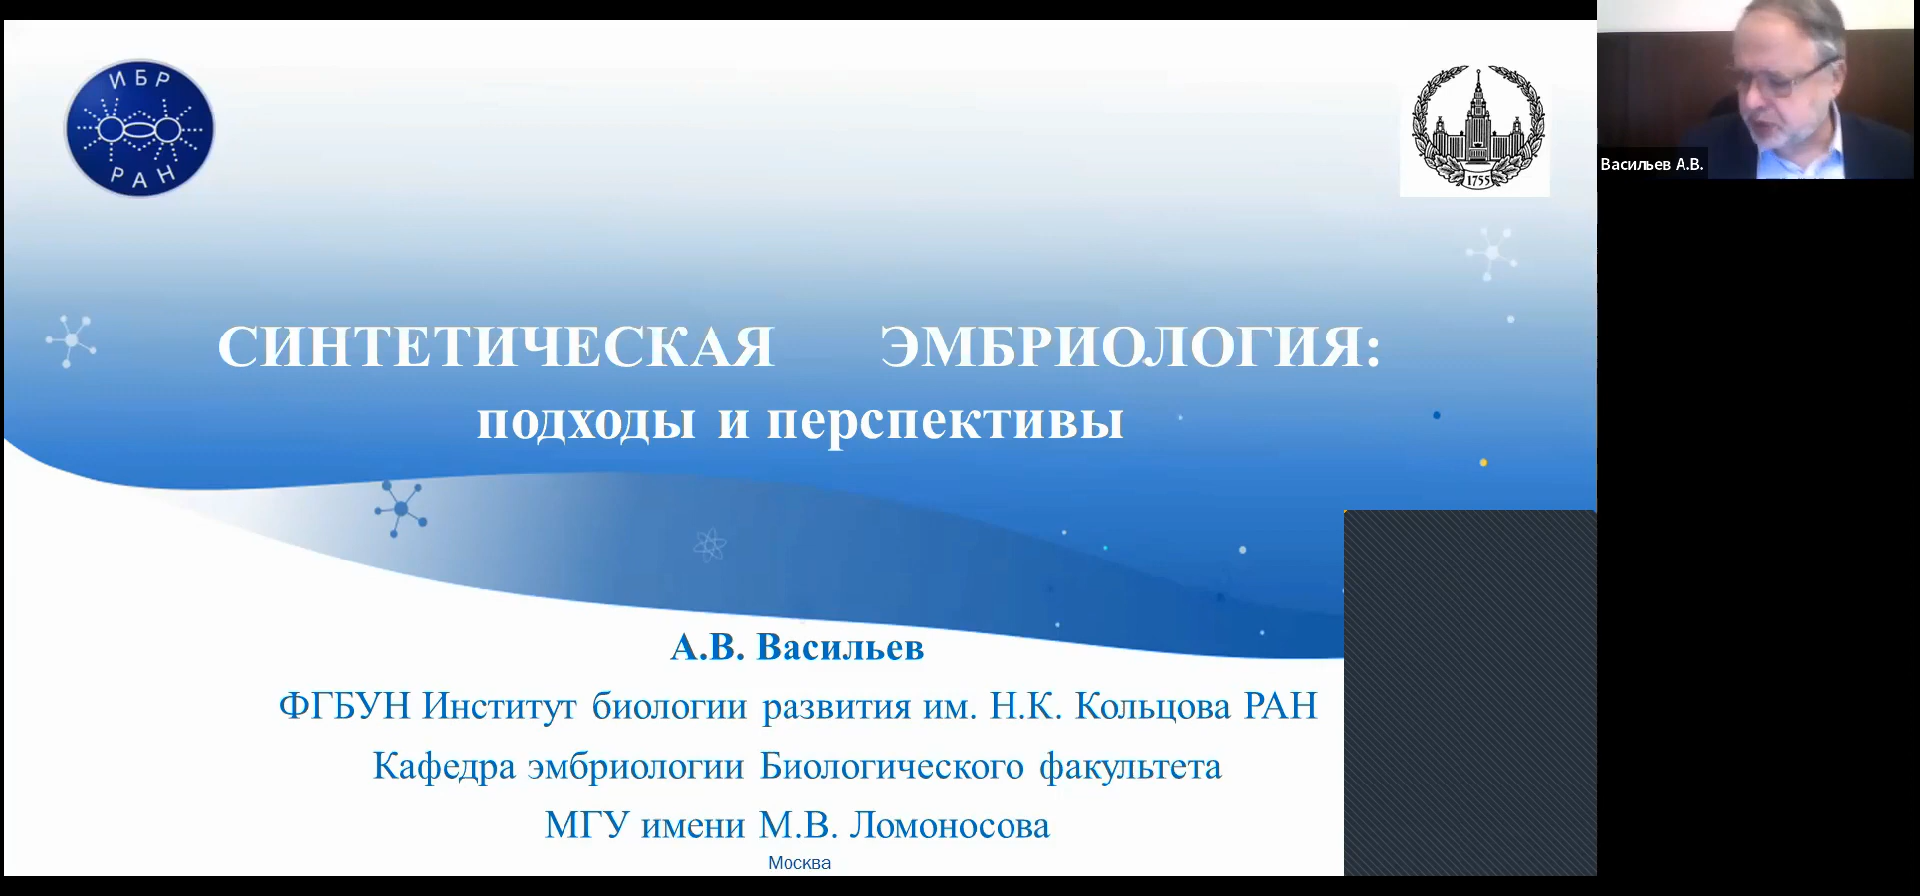 ИБР
РАН
1755
Васильев А.В.
СИНТЕТИЧЕСКАЯ ЭМБРИОЛОГИЯ:
подходы и перспективы
А.В. Васильев
ФГБУН Институт биологии развития им. Н.К. Кольцова РАН
Кафедра эмбриологии Биологического факультета
МГУ имени М.В. Ломоносова
Москва